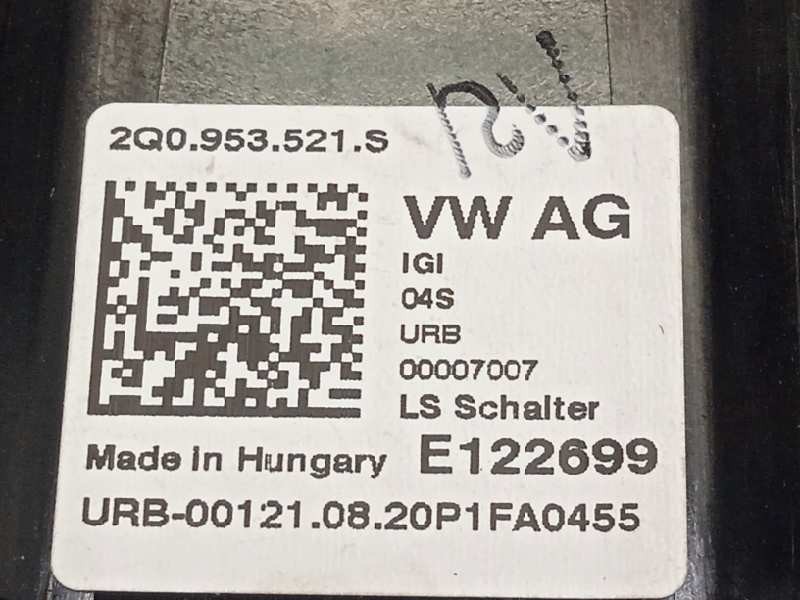 RV
2Q0.953.521.S
VW AG
IGI
04S
URB
00007007
LS Schalter
Made in Hungary
E122699
URB-00121.08.20P1FA0455